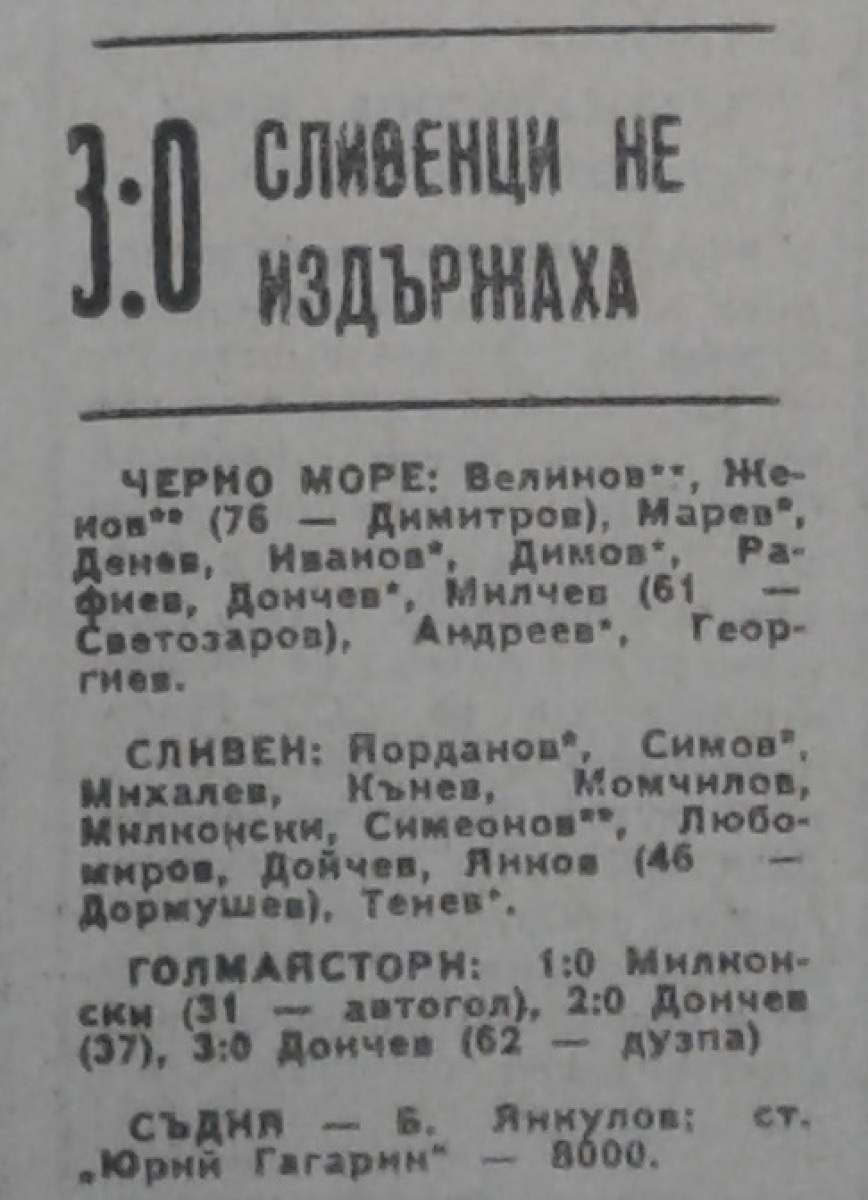 3:0 СЛИВЕНЦИ НЕ
ИЗДЪРЖАХА
ЧЕРНО МОРЕ: Велинов**, Же-
нов** (76 — Димитров), Марев*,
Денев, Иванов*, Димов*, Ра-
фиев, Дончев*, Милчев (61 —
Светозаров), Андреев*, Геор-
гиев.
СЛИВЕН: Йорданов*, Симов*,
Михалев, Кънев, Момчилов,
Милконски, Симеонов**, Любо-
миров, Дойчев, Янков (46 —
Дормушев), Тенев*.
ГОЛМАЯСТОРИ: 1:0 Милкон-
ски (31 — автогол), 2:0 Дончев
(37), 3:0 Дончев (62 — дузпа)
СЪДИЯ — Б. Янкулов; ст.
„Юрий Гагарин“ — 8000.